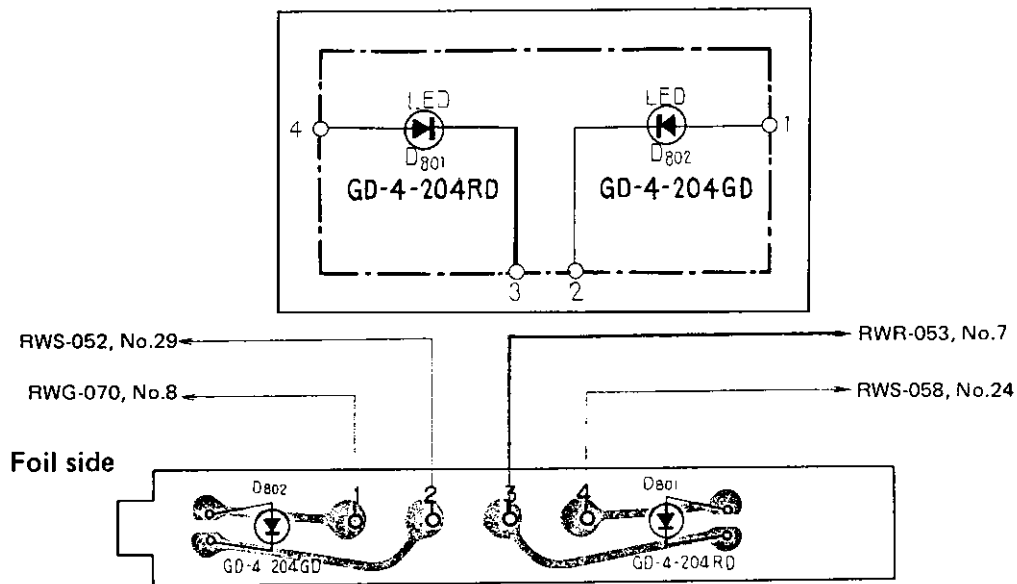 LED LED
4 1
D801 D802
GD-4-204RD GD-4-204GD
3 2
RWS-052, No.29 RWR-053, No.7
RWG-070, No.8 RWS-058, No.24
Foil side
D802 1 2 3 4 D801
GD-4 204GD GD-4-204RD